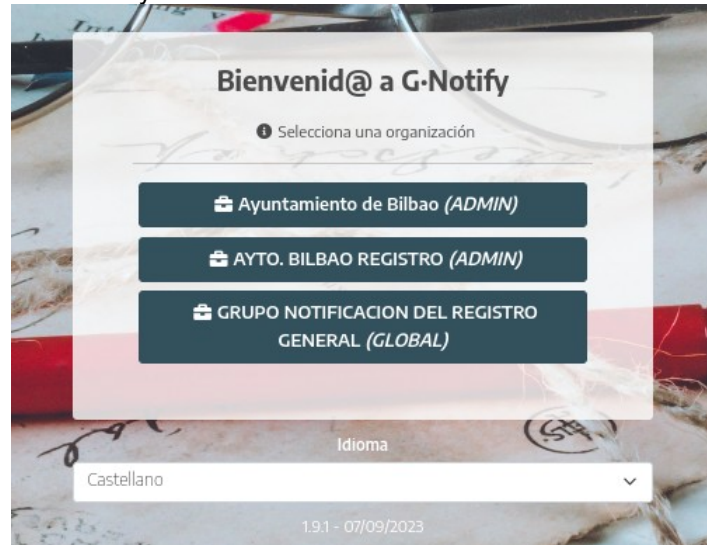 Bienvenid@ a G·Notify
Selecciona una organización
Ayuntamiento de Bilbao (ADMIN)
AYTO. BILBAO REGISTRO (ADMIN)
GRUPO NOTIFICACION DEL REGISTRO
GENERAL (GLOBAL)
Idioma
Castellano
1.9.1 - 07/09/2023